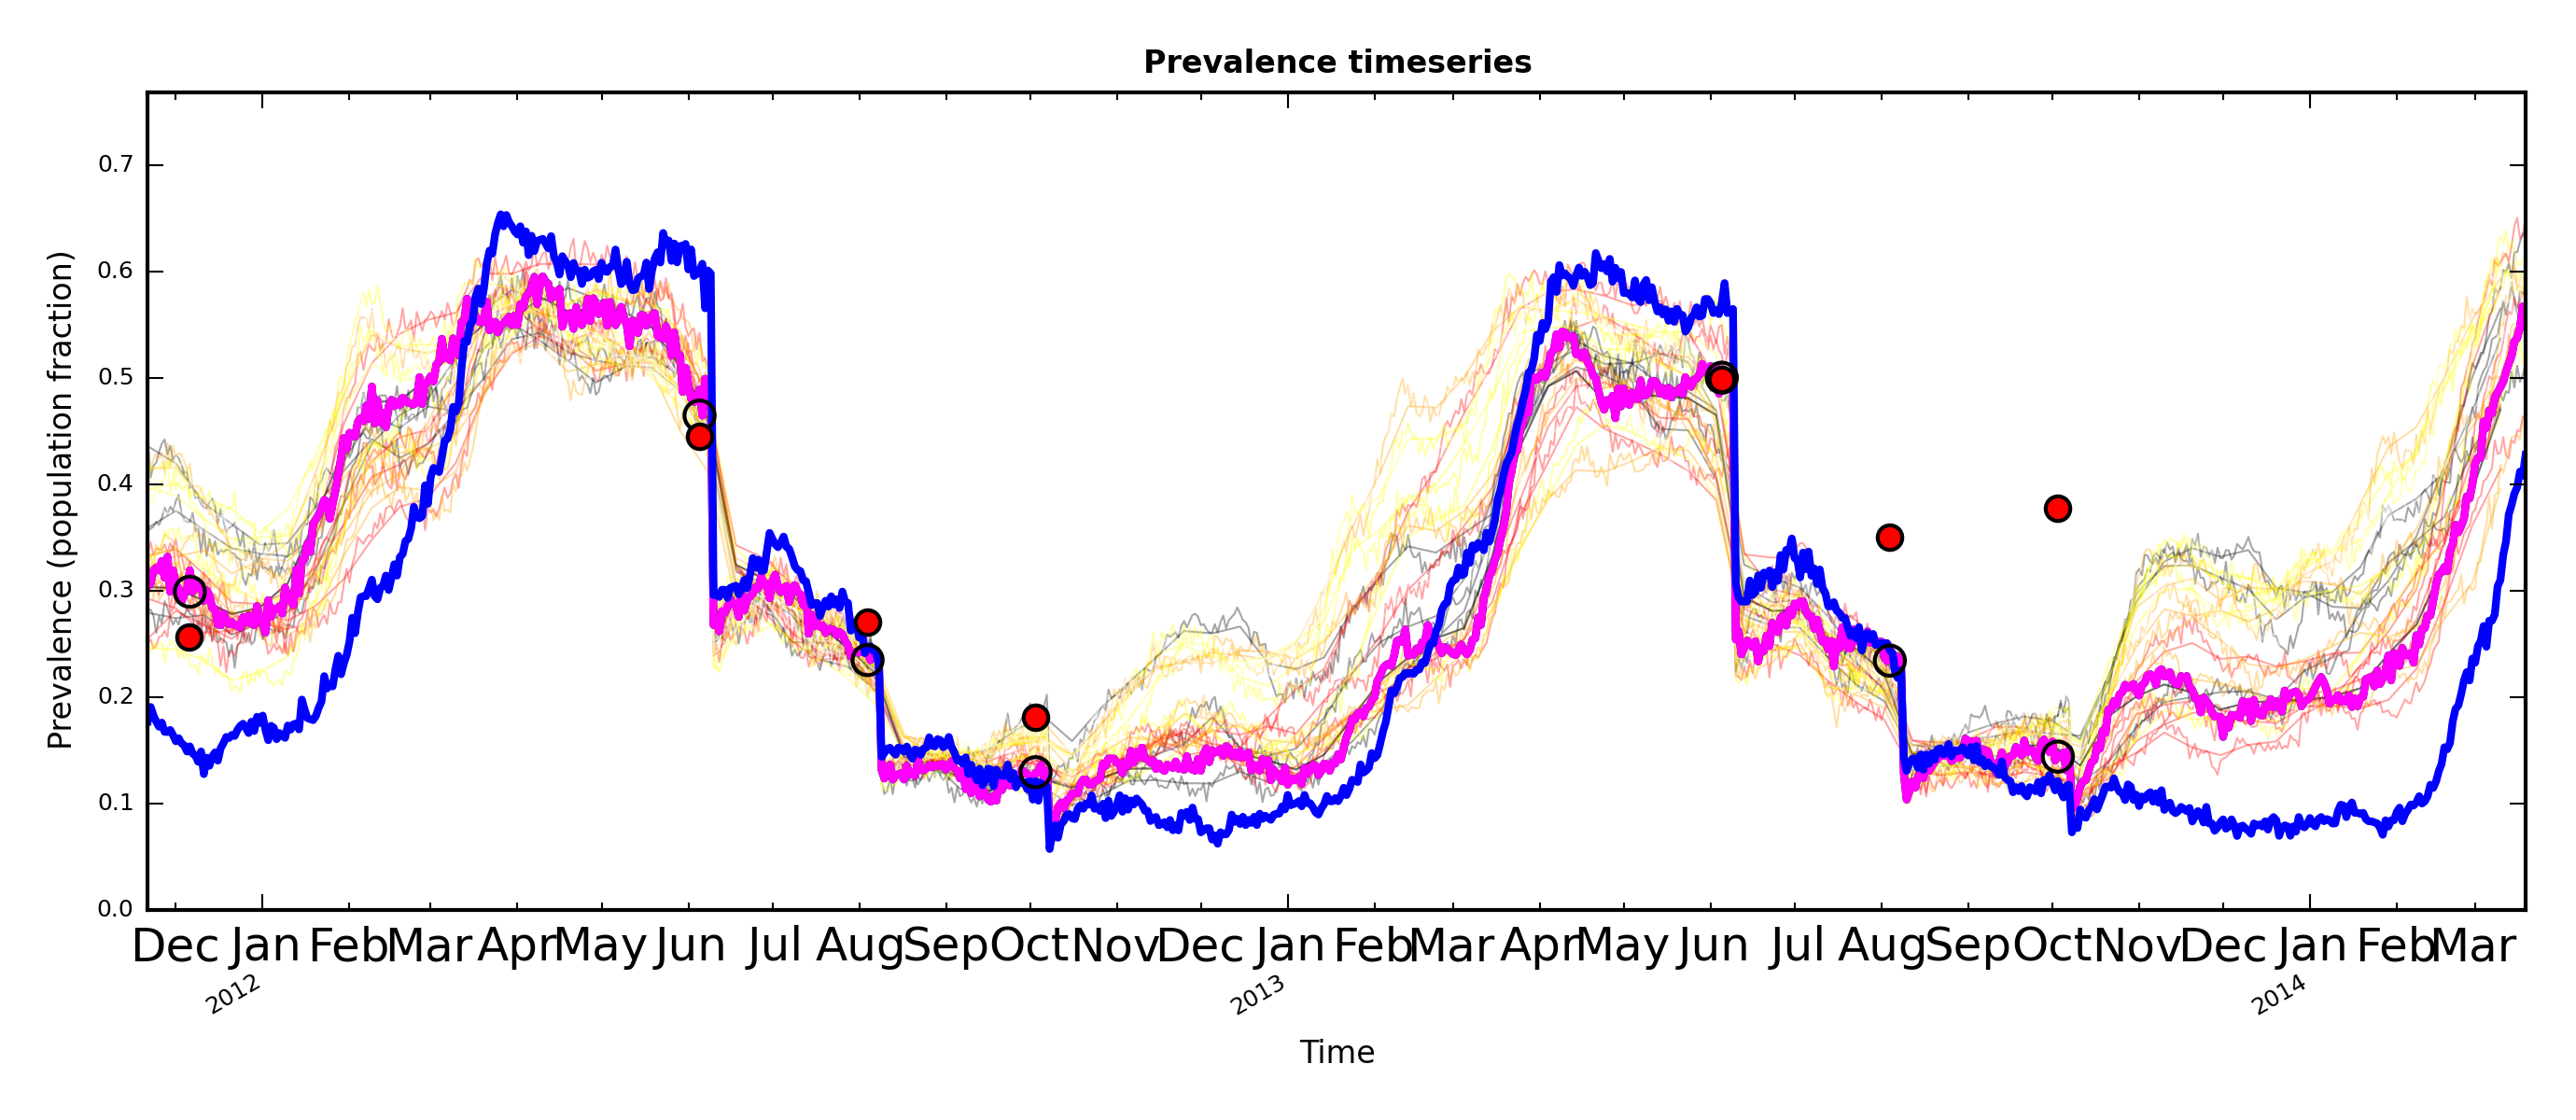 Prevalence timeseries
Prevalence (population fraction)
0.7
0.6
0.5
0.4
0.3
0.2
0.1
0.0
Dec Jan Feb Mar Apr May Jun Jul Aug Sep Oct Nov Dec Jan Feb Mar Apr May Jun Jul Aug Sep Oct Nov Dec Jan Feb Mar
2012 2013 2014
Time